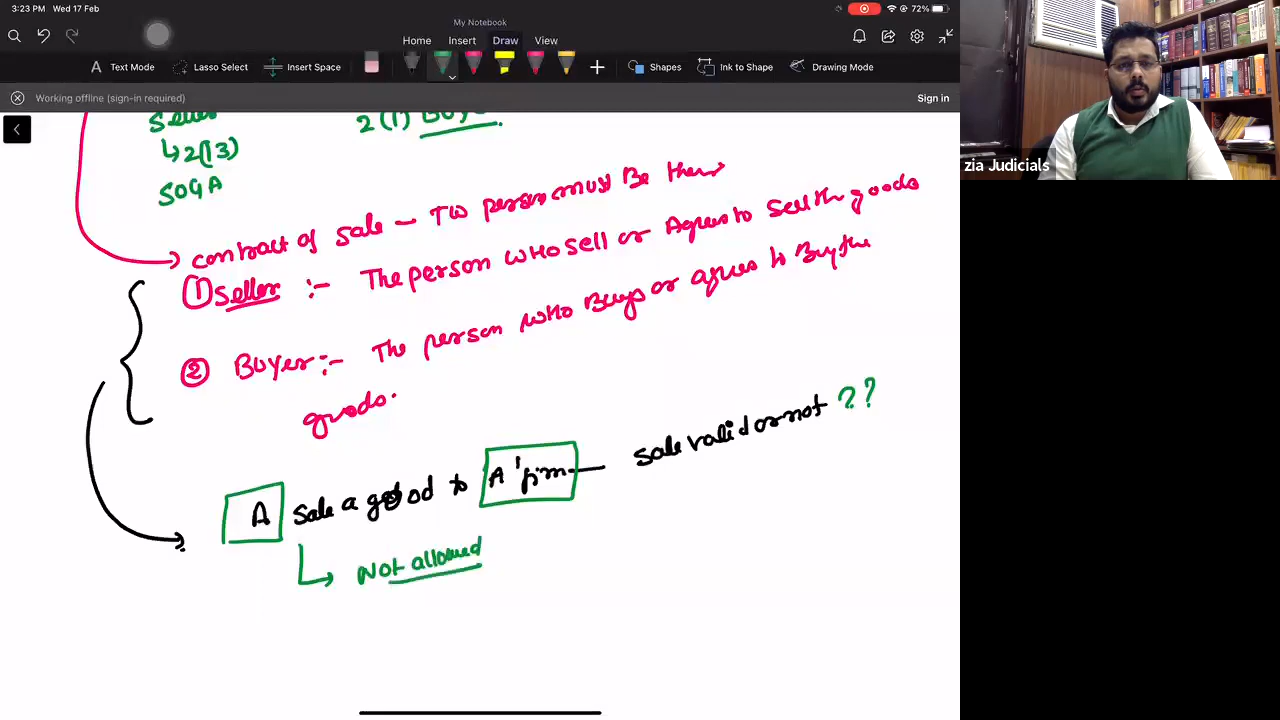 3:23 PM Wed 17 Feb
72%
My Notebook
Home Insert Draw View
Text Mode Lasso Select Insert Space Shapes Ink to Shape Drawing Mode
Working offline (sign-in required) Sign in
zia Judicials
Seller 2(1) Buye
↳2(13)
SOGA
→ contract of sale - Two person must Be there
① Seller :- The person who sell or Agrees to sell the goods
② Buyer :- The person who Buys or agrees to Buy the
goods.
A sale a good to A' firm — sale valid or not ??
Not allowed